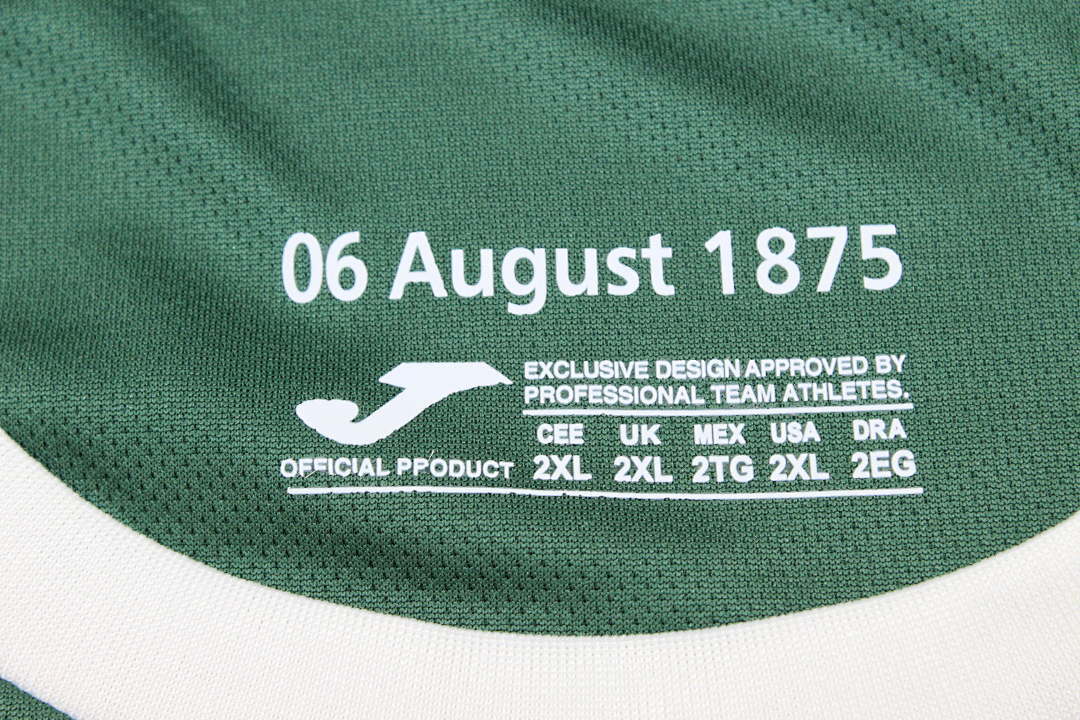 06 August 1875
EXCLUSIVE DESIGN APPROVED BY
PROFESSIONAL TEAM ATHLETES.
CEE UK MEX USA DRA
OFFICIAL PRODUCT 2XL 2XL 2TG 2XL 2EG